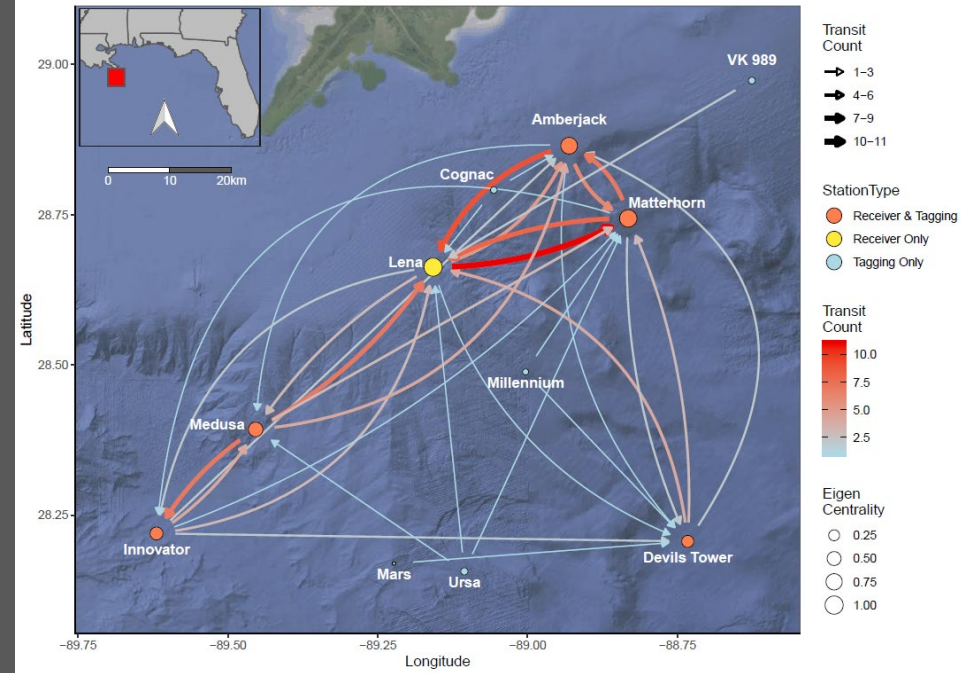 0 10 20km
29.00
28.75
28.50
28.25
Latitude
−89.75 −89.50 −89.25 −89.00 −88.75
Longitude
VK 989
Amberjack
Cognac
Matterhorn
Lena
Millennium
Medusa
Innovator
Devils Tower
Mars
Ursa
Transit
Count
1−3
4−6
7−9
10−11
StationType
Receiver & Tagging
Receiver Only
Tagging Only
Transit
Count
10.0
7.5
5.0
2.5
Eigen
Centrality
0.25
0.50
0.75
1.00